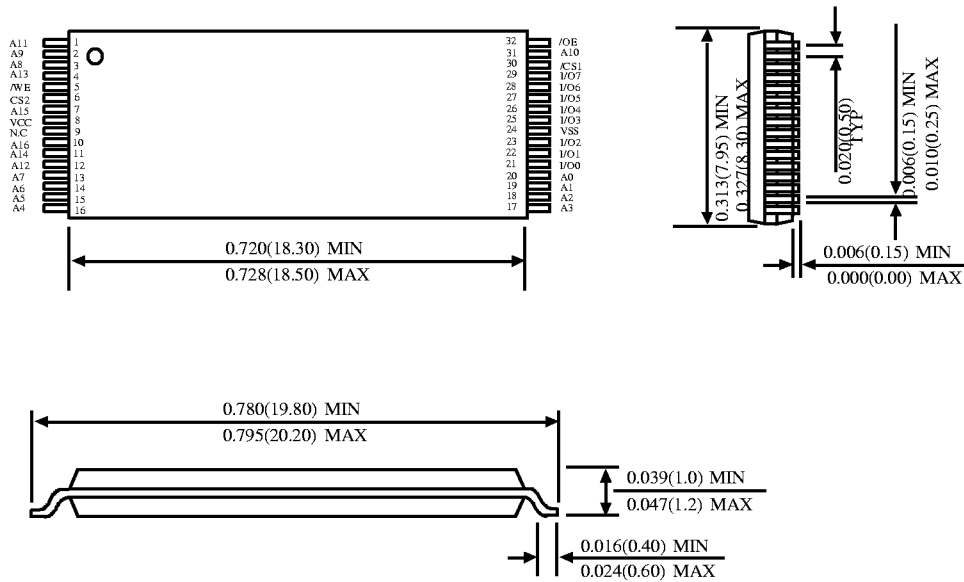 A11 1 32 /OE
A9 2 31 A10
A8 3 30 /CS1
A13 4 29 I/O7
/WE 5 28 I/O6
CS2 6 27 I/O5
A15 7 26 I/O4
VCC 8 25 I/O3
N.C 9 24 VSS
A16 10 23 I/O2
A14 11 22 I/O1
A12 12 21 I/O0
A7 13 20 A0
A6 14 19 A1
A5 15 18 A2
A4 16 17 A3
0.720(18.30) MIN
0.728(18.50) MAX
0.313(7.95) MIN
0.327(8.30) MAX
0.020(0.50)
TYP
0.006(0.15) MIN
0.010(0.25) MAX
0.006(0.15) MIN
0.000(0.00) MAX
0.780(19.80) MIN
0.795(20.20) MAX
0.039(1.0) MIN
0.047(1.2) MAX
0.016(0.40) MIN
0.024(0.60) MAX